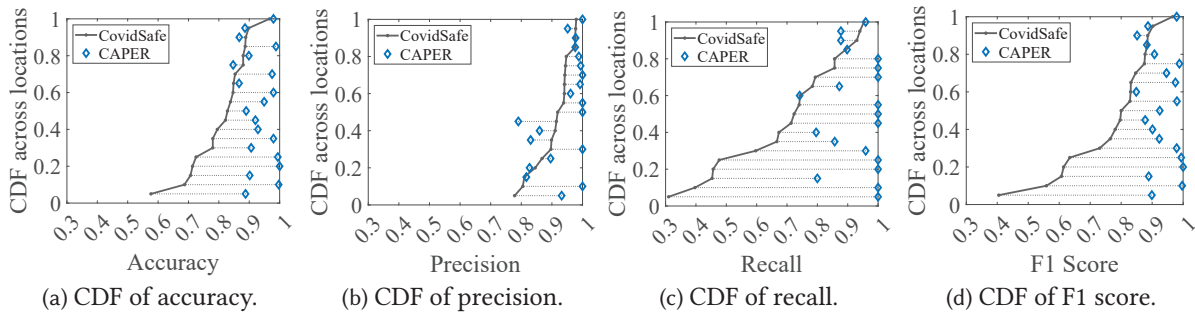 CDF across locations
1
0.8
0.6
0.4
0.2
0
CovidSafe
CAPER
0.3 0.4 0.5 0.6 0.7 0.8 0.9 1
Accuracy
(a) CDF of accuracy.
CDF across locations
1
0.8
0.6
0.4
0.2
0
CovidSafe
CAPER
0.3 0.4 0.5 0.6 0.7 0.8 0.9 1
Precision
(b) CDF of precision.
CDF across locations
1
0.8
0.6
0.4
0.2
0
CovidSafe
CAPER
0.3 0.4 0.5 0.6 0.7 0.8 0.9 1
Recall
(c) CDF of recall.
CDF across locations
1
0.8
0.6
0.4
0.2
0
CovidSafe
CAPER
0.3 0.4 0.5 0.6 0.7 0.8 0.9 1
F1 Score
(d) CDF of F1 score.